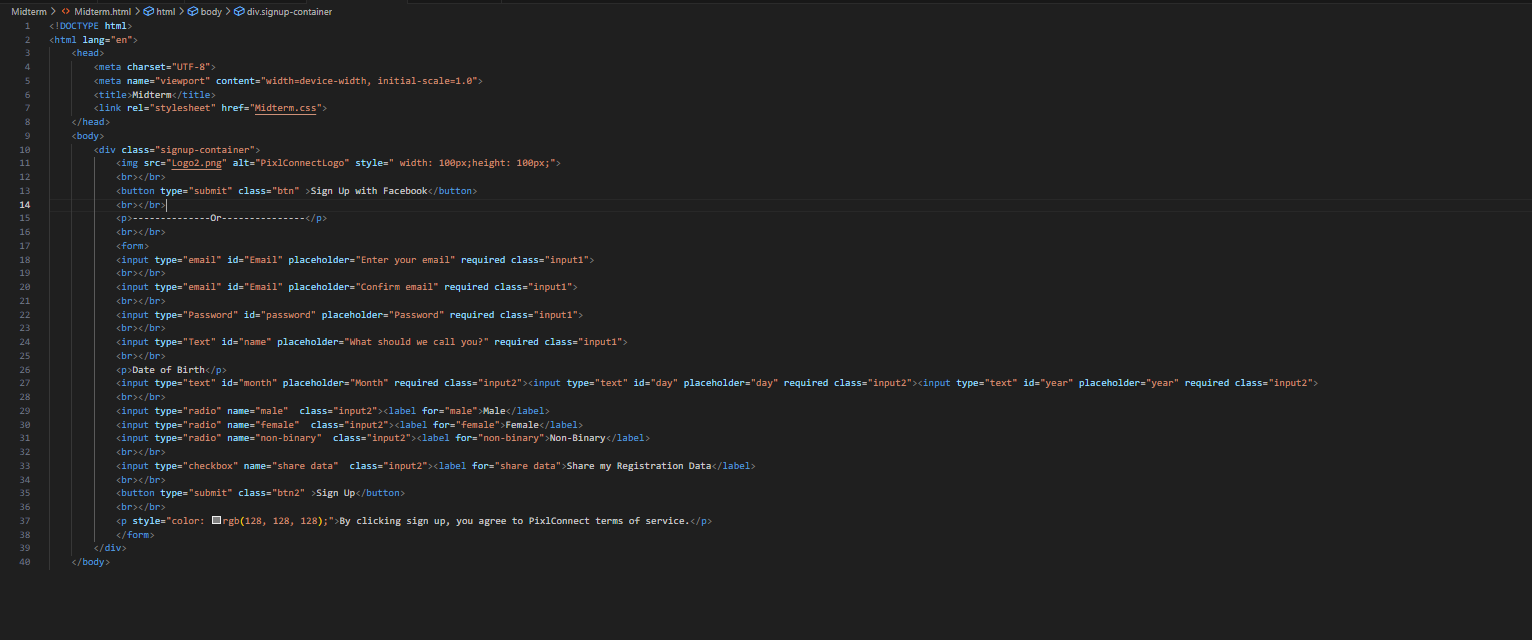 Midterm > <> Midterm.html > html > body > div.signup-container
1 <!DOCTYPE html>
2 <html lang="en">
3 <head>
4 <meta charset="UTF-8">
5 <meta name="viewport" content="width=device-width, initial-scale=1.0">
6 <title>Midterm</title>
7 <link rel="stylesheet" href="Midterm.css">
8 </head>
9 <body>
10 <div class="signup-container">
11 <img src="Logo2.png" alt="PixlConnectLogo" style=" width: 100px;height: 100px;">
12 <br></br>
13 <button type="submit" class="btn" >Sign Up with Facebook</button>
14 <br></br>
15 <p>--------------Or---------------</p>
16 <br></br>
17 <form>
18 <input type="email" id="Email" placeholder="Enter your email" required class="input1">
19 <br></br>
20 <input type="email" id="Email" placeholder="Confirm email" required class="input1">
21 <br></br>
22 <input type="Password" id="password" placeholder="Password" required class="input1">
23 <br></br>
24 <input type="Text" id="name" placeholder="What should we call you?" required class="input1">
25 <br></br>
26 <p>Date of Birth</p>
27 <input type="text" id="month" placeholder="Month" required class="input2"><input type="text" id="day" placeholder="day" required class="input2"><input type="text" id="year" placeholder="year" required class="input2">
28 <br></br>
29 <input type="radio" name="male"  class="input2"><label for="male">Male</label>
30 <input type="radio" name="female"  class="input2"><label for="female">Female</label>
31 <input type="radio" name="non-binary"  class="input2"><label for="non-binary">Non-Binary</label>
32 <br></br>
33 <input type="checkbox" name="share data"  class="input2"><label for="share data">Share my Registration Data</label>
34 <br></br>
35 <button type="submit" class="btn2" >Sign Up</button>
36 <br></br>
37 <p style="color: rgb(128, 128, 128);">By clicking sign up, you agree to PixlConnect terms of service.</p>
38 </form>
39 </div>
40 </body>